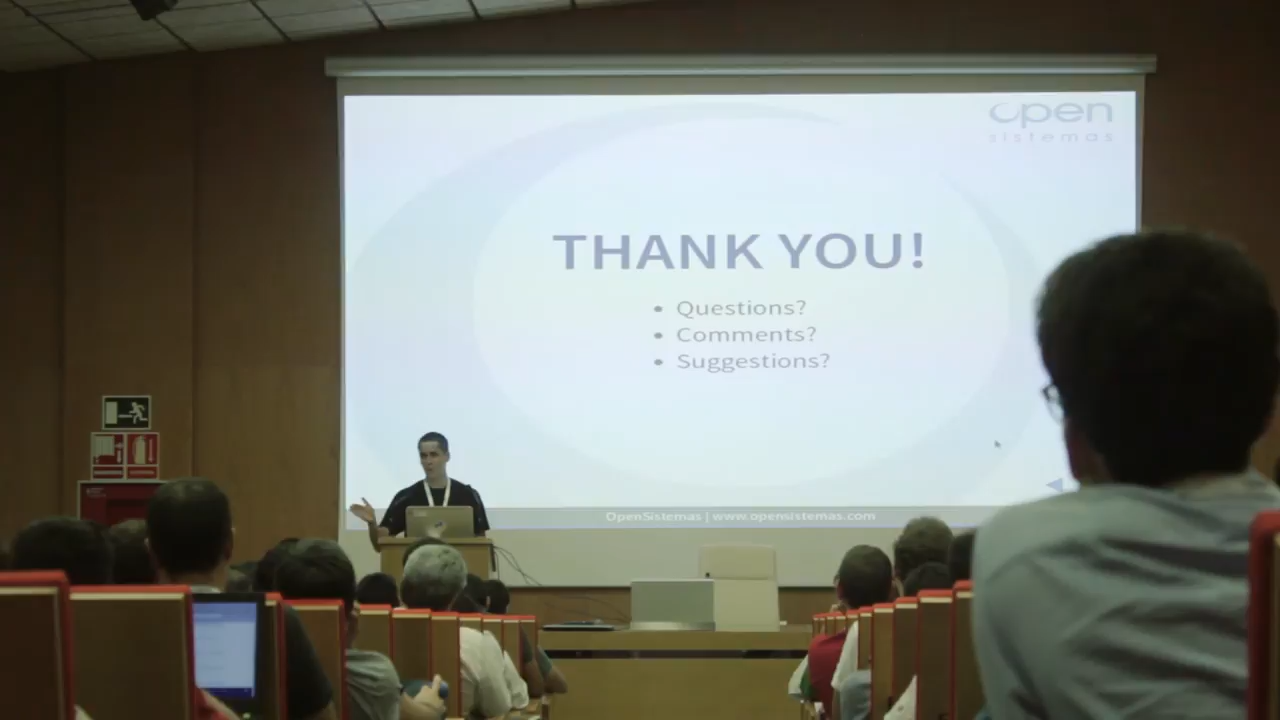 open
sistemas
THANK YOU!
• Questions?
• Comments?
• Suggestions?
OpenSistemas | www.opensistemas.com